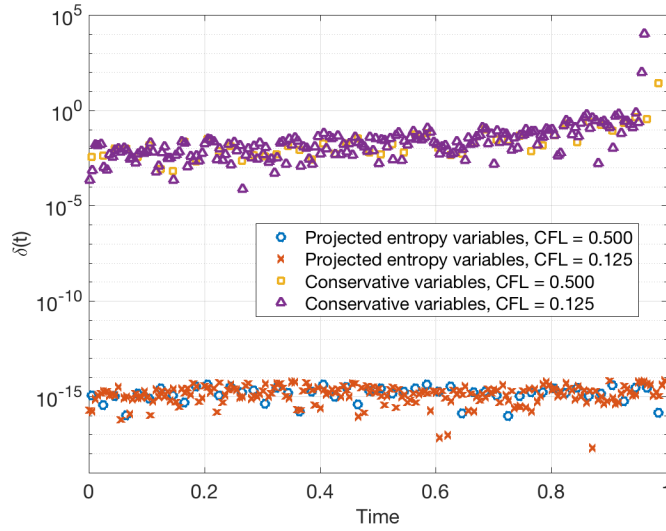 10^5
10^0
10^-5
10^-10
10^-15
δ(t)
Projected entropy variables, CFL = 0.500
Projected entropy variables, CFL = 0.125
Conservative variables, CFL = 0.500
Conservative variables, CFL = 0.125
0 0.2 0.4 0.6 0.8 1
Time